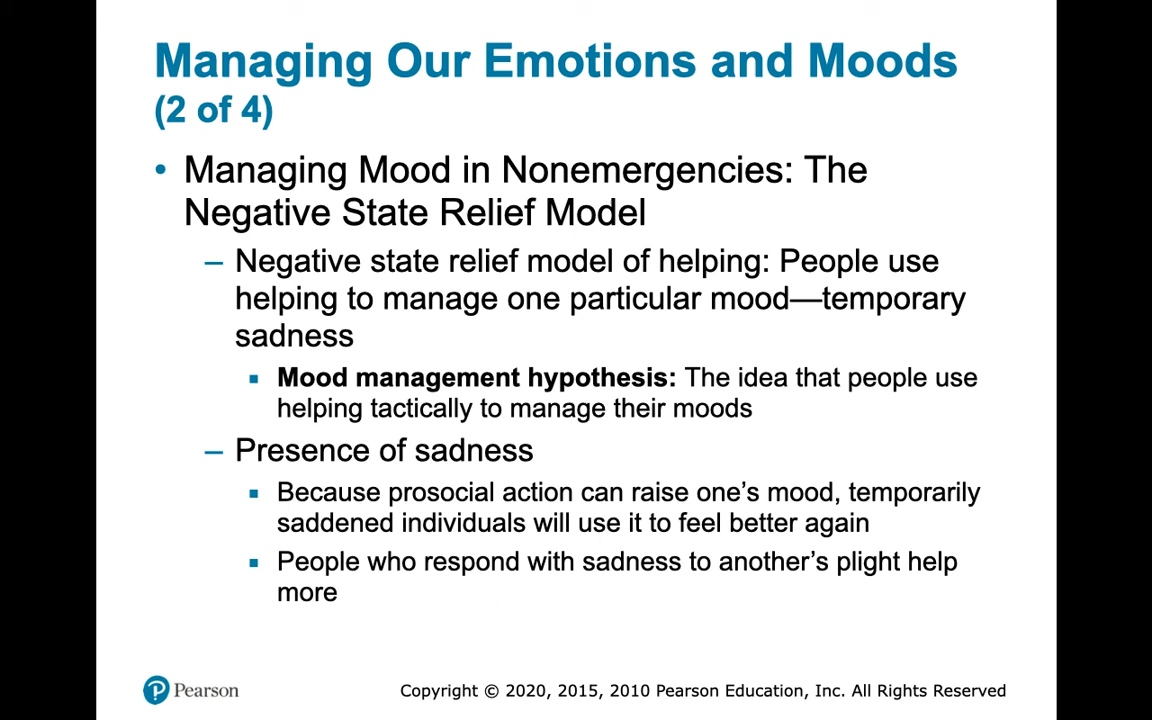 Managing Our Emotions and Moods
(2 of 4)
• Managing Mood in Nonemergencies: The
Negative State Relief Model
– Negative state relief model of helping: People use
helping to manage one particular mood—temporary
sadness
▪ Mood management hypothesis: The idea that people use
helping tactically to manage their moods
– Presence of sadness
▪ Because prosocial action can raise one’s mood, temporarily
saddened individuals will use it to feel better again
▪ People who respond with sadness to another’s plight help
more
Pearson
Copyright © 2020, 2015, 2010 Pearson Education, Inc. All Rights Reserved